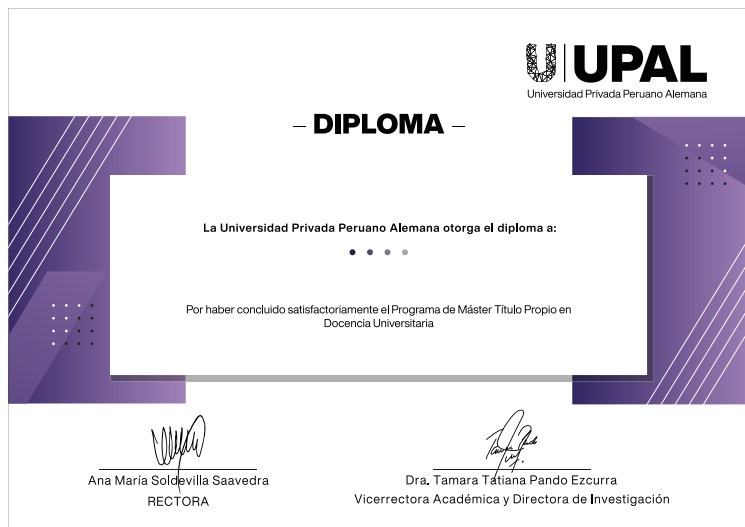 UPAL
Universidad Privada Peruano Alemana
– DIPLOMA –
La Universidad Privada Peruano Alemana otorga el diploma a:
Por haber concluido satisfactoriamente el Programa de Máster Título Propio en
Docencia Universitaria
Ana María Soldevilla Saavedra
RECTORA
Dra. Tamara Tatiana Pando Ezcurra
Vicerrectora Académica y Directora de Investigación